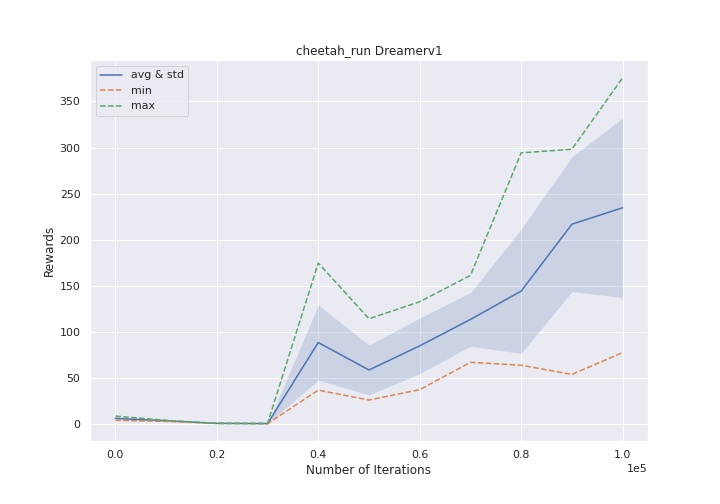 cheetah_run Dreamerv1
avg & std
min
max
350
300
250
200
150
100
50
0
Rewards
0.0 0.2 0.4 0.6 0.8 1.0
1e5
Number of Iterations